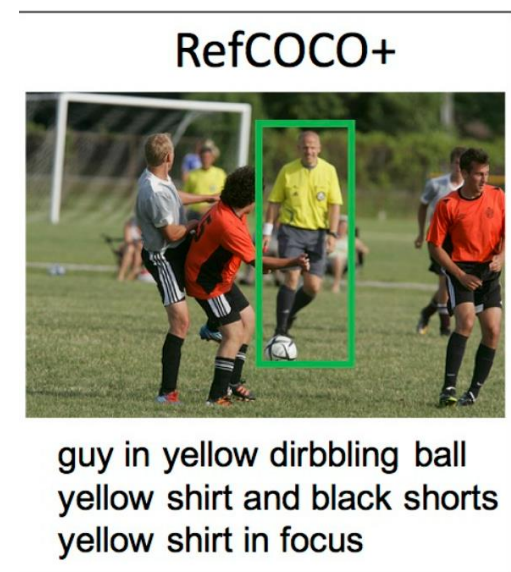 RefCOCO+
guy in yellow dirbbling ball
yellow shirt and black shorts
yellow shirt in focus